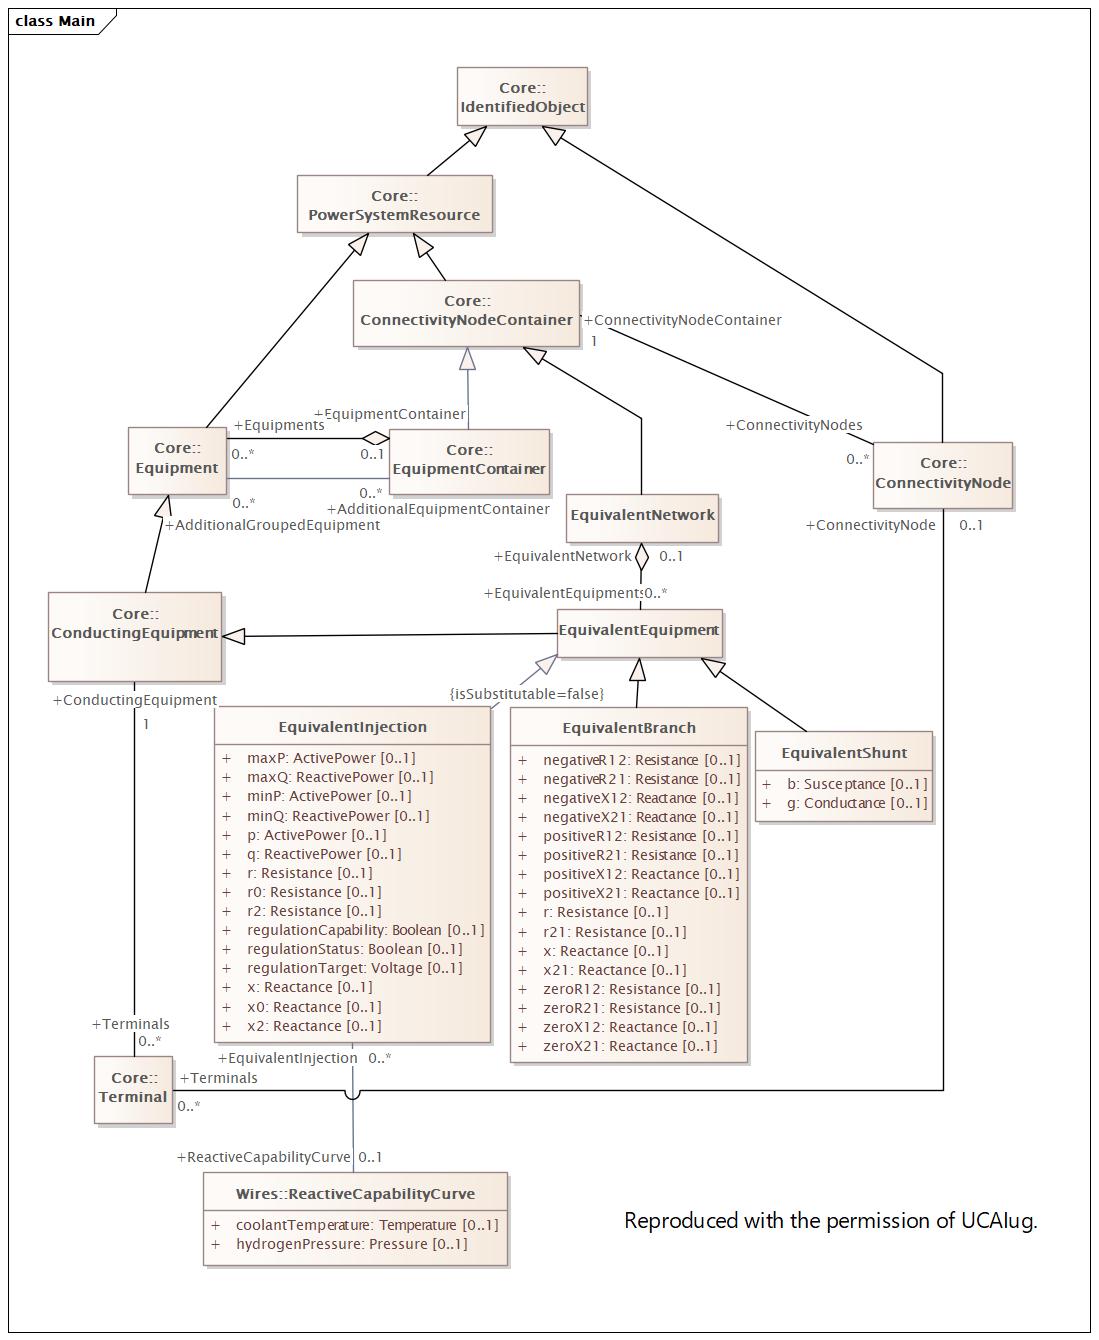 class Main
Core::
IdentifiedObject
Core::
PowerSystemResource
Core::
ConnectivityNodeContainer
+ConnectivityNodeContainer
1
+EquipmentContainer
+Equipments
0..*
0..1
+ConnectivityNodes
0..*
Core::
Equipment
Core::
EquipmentContainer
Core::
ConnectivityNode
0..*
0..*
+AdditionalEquipmentContainer
+AdditionalGroupedEquipment
EquivalentNetwork
+ConnectivityNode
0..1
+EquivalentNetwork
0..1
+EquivalentEquipments
0..*
Core::
ConductingEquipment
EquivalentEquipment
+ConductingEquipment
1
{isSubstitutable=false}
EquivalentInjection
+ maxP: ActivePower [0..1]
+ maxQ: ReactivePower [0..1]
+ minP: ActivePower [0..1]
+ minQ: ReactivePower [0..1]
+ p: ActivePower [0..1]
+ q: ReactivePower [0..1]
+ r: Resistance [0..1]
+ r0: Resistance [0..1]
+ r2: Resistance [0..1]
+ regulationCapability: Boolean [0..1]
+ regulationStatus: Boolean [0..1]
+ regulationTarget: Voltage [0..1]
+ x: Reactance [0..1]
+ x0: Reactance [0..1]
+ x2: Reactance [0..1]
EquivalentBranch
+ negativeR12: Resistance [0..1]
+ negativeR21: Resistance [0..1]
+ negativeX12: Reactance [0..1]
+ negativeX21: Reactance [0..1]
+ positiveR12: Resistance [0..1]
+ positiveR21: Resistance [0..1]
+ positiveX12: Reactance [0..1]
+ positiveX21: Reactance [0..1]
+ r: Resistance [0..1]
+ r21: Resistance [0..1]
+ x: Reactance [0..1]
+ x21: Reactance [0..1]
+ zeroR12: Resistance [0..1]
+ zeroR21: Resistance [0..1]
+ zeroX12: Reactance [0..1]
+ zeroX21: Reactance [0..1]
EquivalentShunt
+ b: Susceptance [0..1]
+ g: Conductance [0..1]
+Terminals
0..*
+EquivalentInjection
0..*
Core::
Terminal
+Terminals
0..*
+ReactiveCapabilityCurve
0..1
Wires::ReactiveCapabilityCurve
+ coolantTemperature: Temperature [0..1]
+ hydrogenPressure: Pressure [0..1]
Reproduced with the permission of UCAIug.